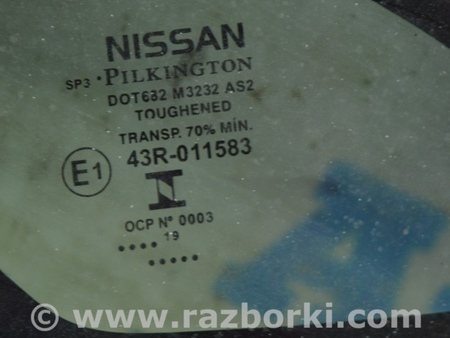 NISSAN
SP3 · PILKINGTON
DOT682 M3232 AS2
TOUGHENED
TRANSP. 70% MIN.
E1 43R-011583
OCP Nº 0003
19
© www.razborki.com/